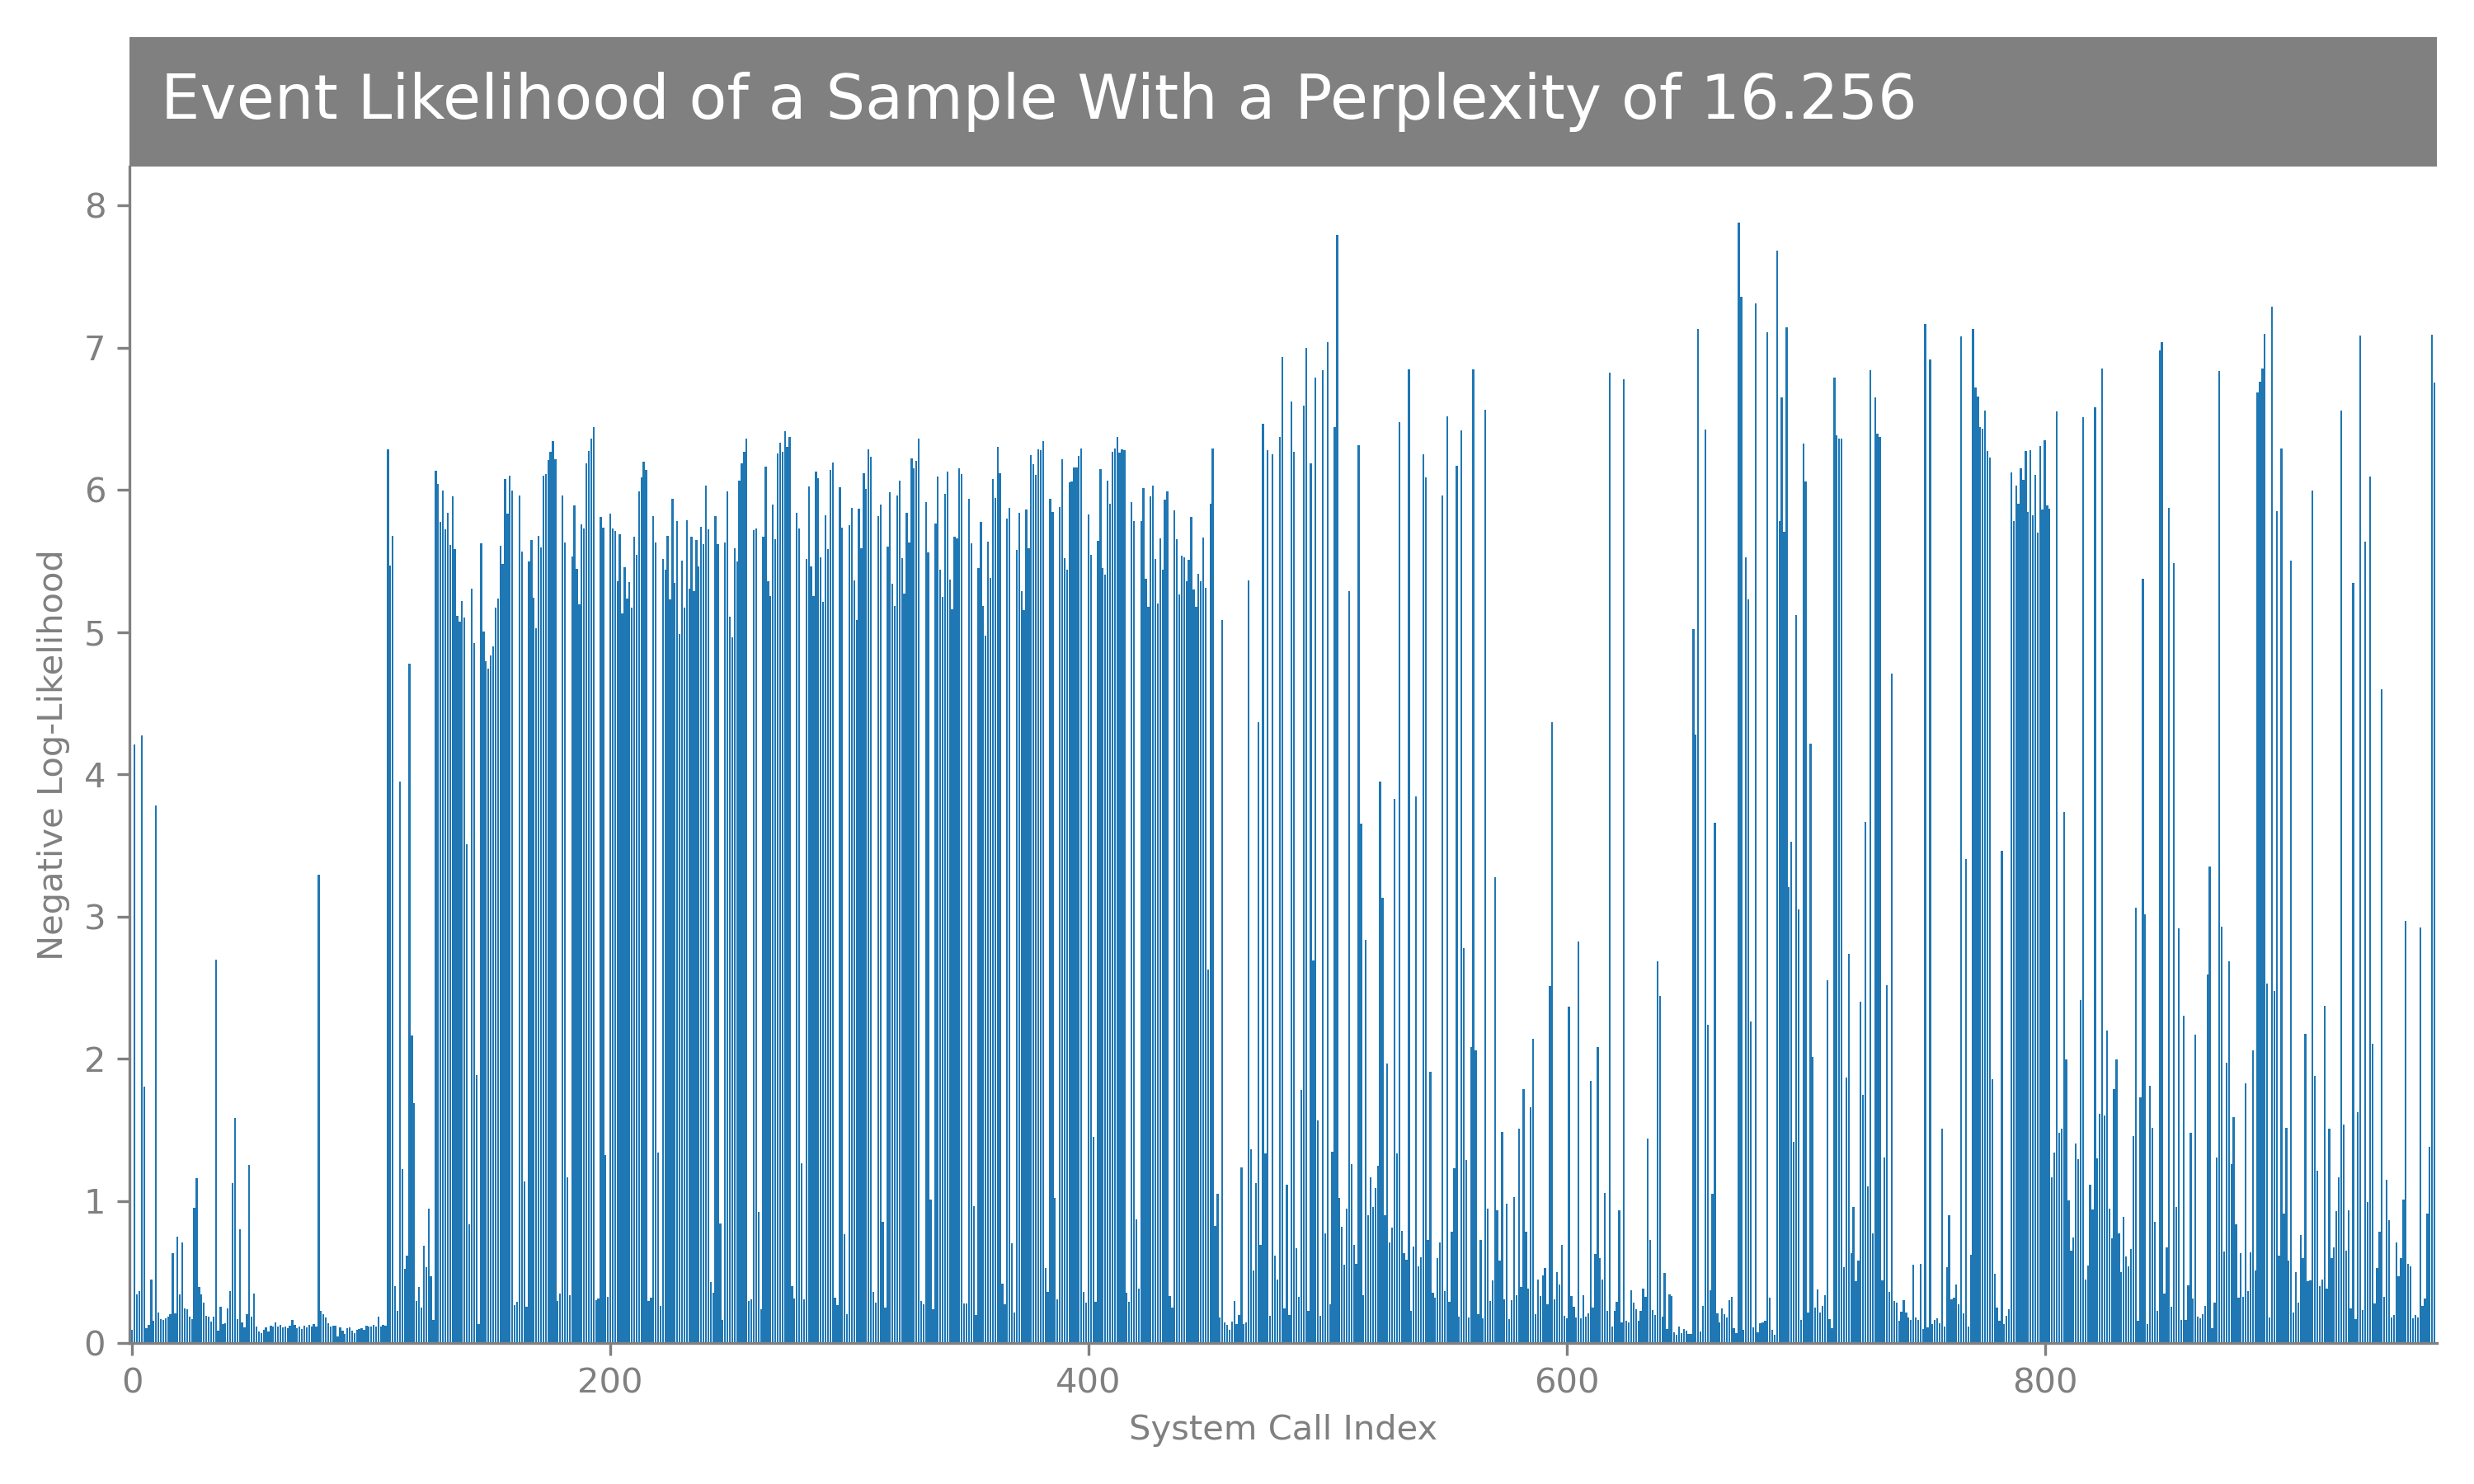 Event Likelihood of a Sample With a Perplexity of 16.256
8
7
6
5
4
3
2
1
0
Negative Log-Likelihood
0 200 400 600 800
System Call Index